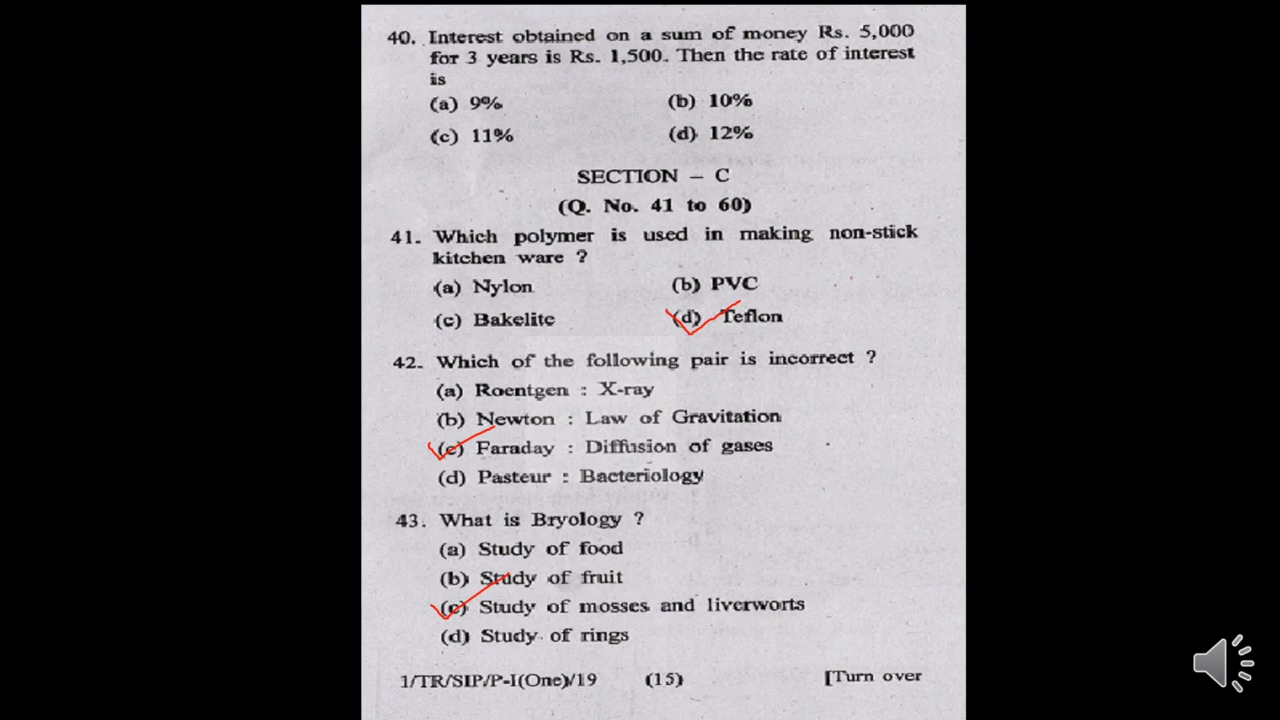 40. Interest obtained on a sum of money Rs. 5,000
for 3 years is Rs. 1,500. Then the rate of interest
is
(a) 9%
(b) 10%
(c) 11%
(d) 12%
SECTION – C
(Q. No. 41 to 60)
41. Which polymer is used in making non-stick
kitchen ware ?
(a) Nylon
(b) PVC
(c) Bakelite
(d) Teflon
42. Which of the following pair is incorrect ?
(a) Roentgen : X-ray
(b) Newton : Law of Gravitation
(c) Faraday : Diffusion of gases
(d) Pasteur : Bacteriology
43. What is Bryology ?
(a) Study of food
(b) Study of fruit
(c) Study of mosses and liverworts
(d) Study of rings
1/TR/SIP/P-I(One)/19 (15) [Turn over